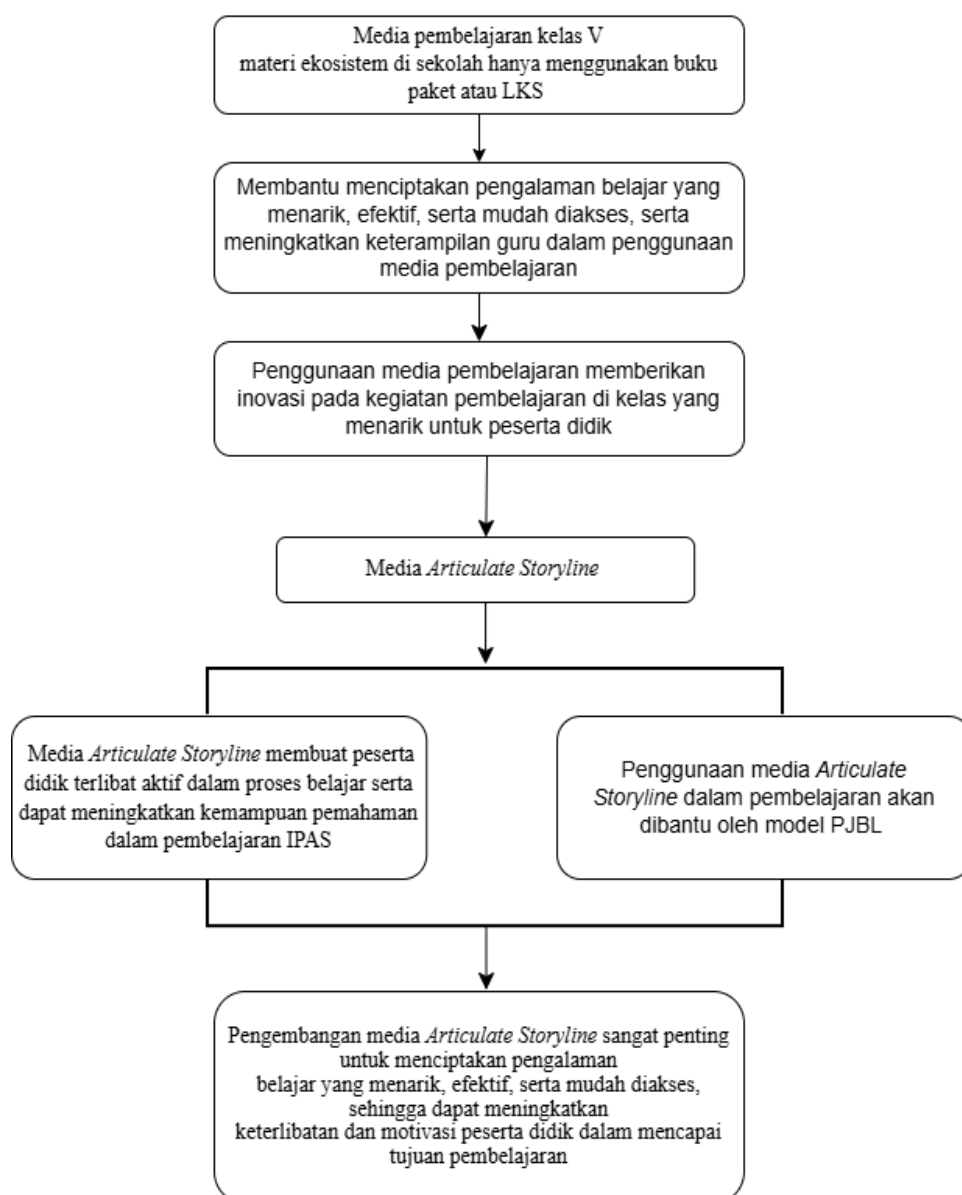 Media pembelajaran kelas V
materi ekosistem di sekolah hanya menggunakan buku
paket atau LKS
Membantu menciptakan pengalaman belajar yang
menarik, efektif, serta mudah diakses, serta
meningkatkan keterampilan guru dalam penggunaan
media pembelajaran
Penggunaan media pembelajaran memberikan
inovasi pada kegiatan pembelajaran di kelas yang
menarik untuk peserta didik
Media Articulate Storyline
Media Articulate Storyline membuat peserta
didik terlibat aktif dalam proses belajar serta
dapat meningkatkan kemampuan pemahaman
dalam pembelajaran IPAS
Penggunaan media Articulate
Storyline dalam pembelajaran akan
dibantu oleh model PJBL
Pengembangan media Articulate Storyline sangat penting
untuk menciptakan pengalaman
belajar yang menarik, efektif, serta mudah diakses,
sehingga dapat meningkatkan
keterlibatan dan motivasi peserta didik dalam mencapai
tujuan pembelajaran